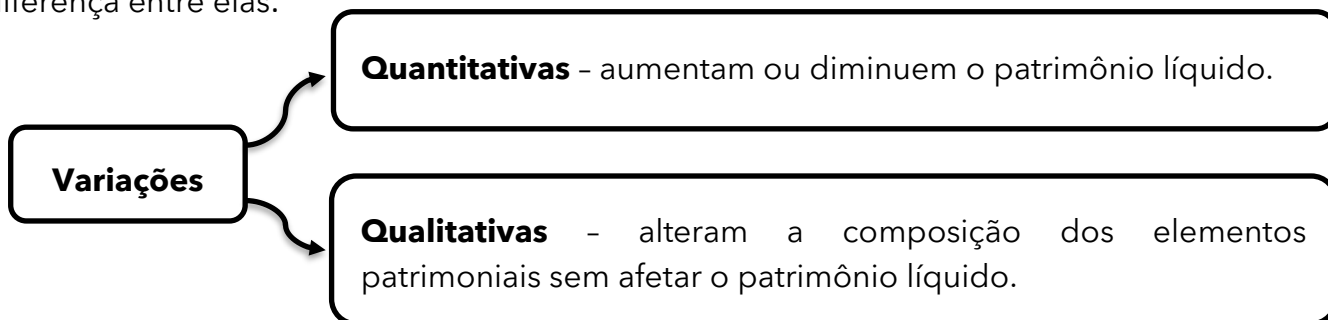 diferença entre elas.
Quantitativas – aumentam ou diminuem o patrimônio líquido.
Variações
Qualitativas – alteram a composição dos elementos
patrimoniais sem afetar o patrimônio líquido.